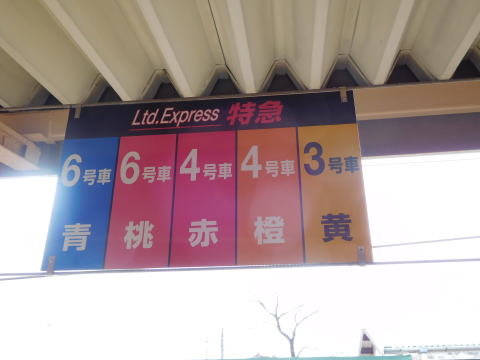 Ltd.Express 特急
6号車 6号車 4号車 4号車 3号車
青 桃 赤 橙 黄